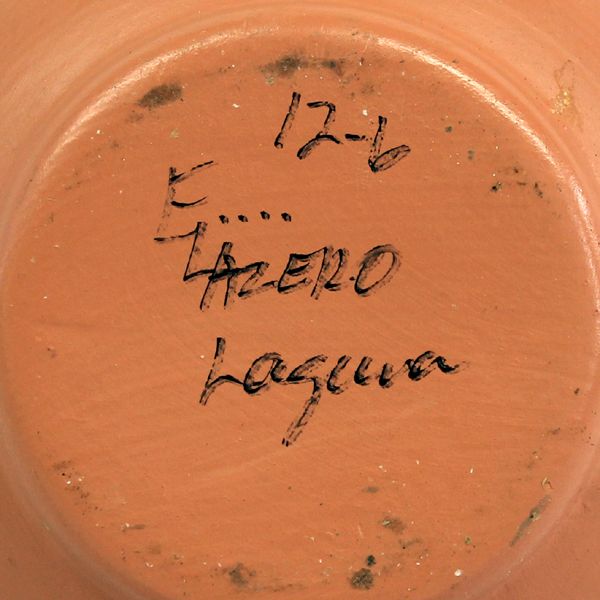 12-6
E.....
LAZERO
Laguna